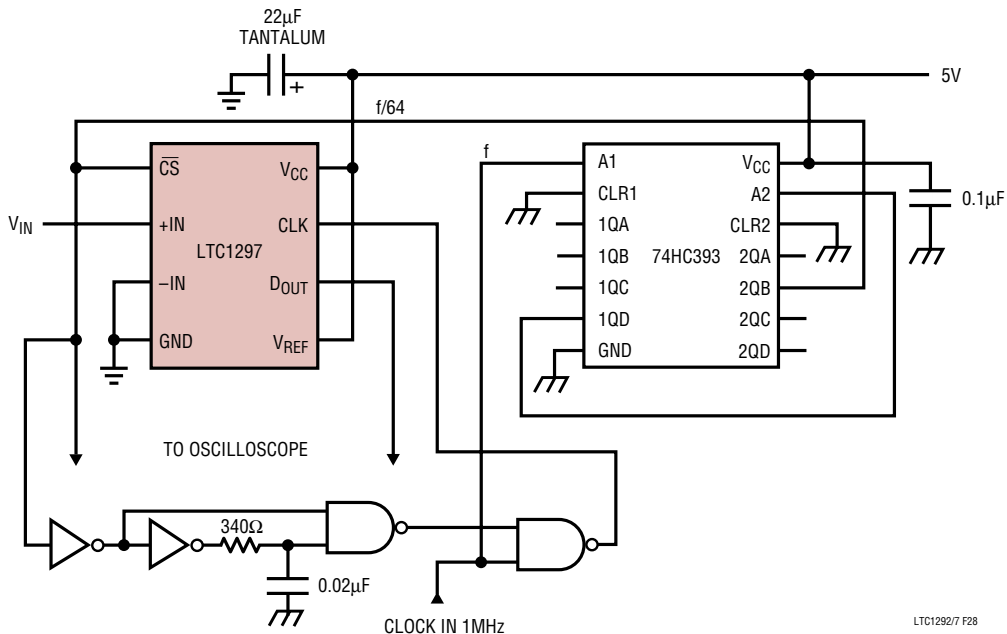 22µF
TANTALUM
+
5V
f/64
f
CS
+IN
–IN
GND
LTC1297
VCC
CLK
DOUT
VREF
VIN
A1
CLR1
1QA
1QB
1QC
1QD
GND
74HC393
VCC
A2
CLR2
2QA
2QB
2QC
2QD
0.1µF
TO OSCILLOSCOPE
340Ω
0.02µF
CLOCK IN 1MHz
LTC1292/7 F28